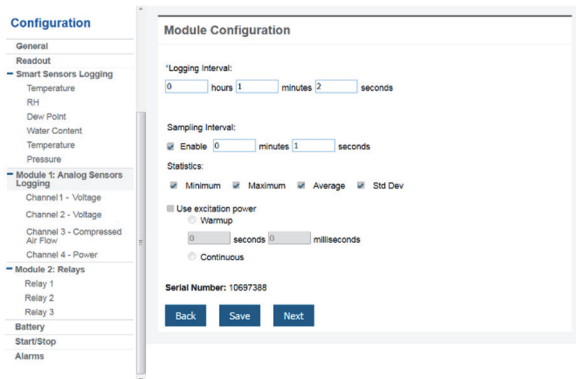 Configuration
General
Readout
Smart Sensors Logging
Temperature
RH
Dew Point
Water Content
Temperature
Pressure
Module 1: Analog Sensors
Logging
Channel 1 - Voltage
Channel 2 - Voltage
Channel 3 - Compressed
Air Flow
Channel 4 - Power
Module 2: Relays
Relay 1
Relay 2
Relay 3
Battery
Start/Stop
Alarms
Module Configuration
*Logging Interval:
0 hours 1 minutes 2 seconds
Sampling Interval:
Enable 0 minutes 1 seconds
Statistics:
Minimum Maximum Average Std Dev
Use excitation power
Warmup
0 seconds 0 milliseconds
Continuous
Serial Number: 10697388
Back Save Next